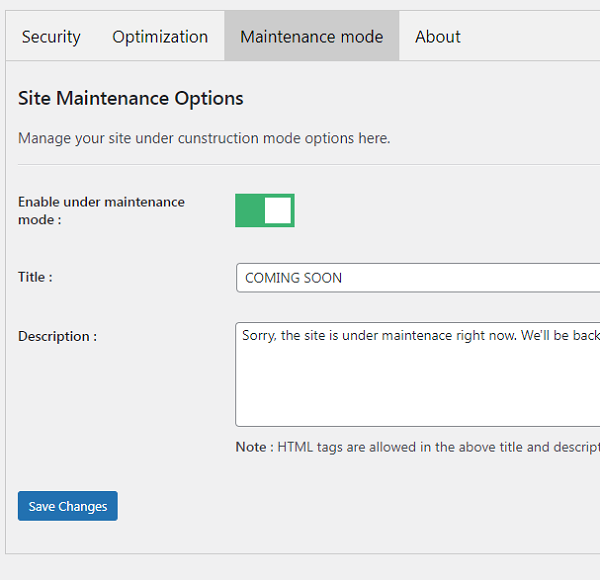 Security Optimization Maintenance mode About
Site Maintenance Options
Manage your site under cunstruction mode options here.
Enable under maintenance
mode :
Title :
COMING SOON
Description :
Sorry, the site is under maintenace right now. We'll be back
Note : HTML tags are allowed in the above title and descript
Save Changes